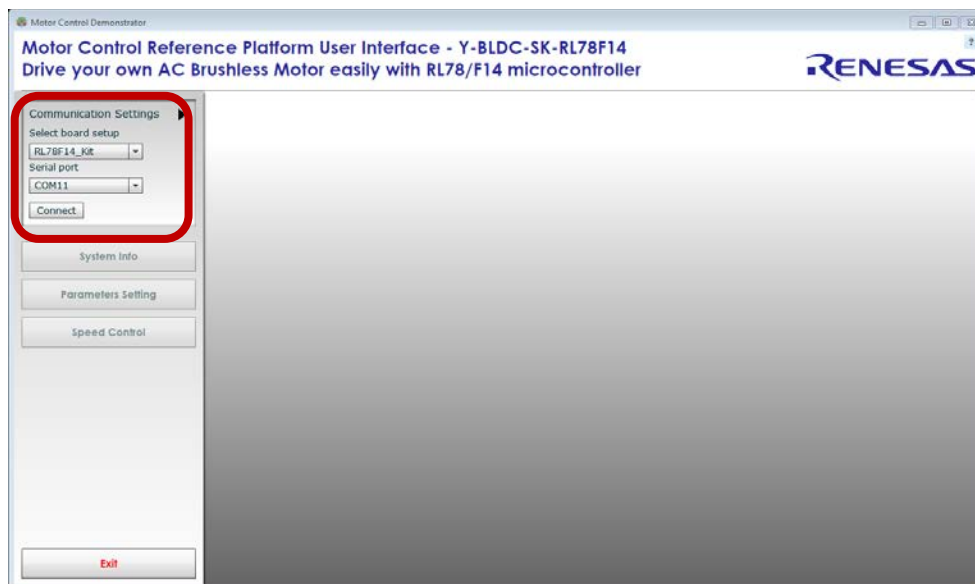 Motor Control Demonstrator
?
Motor Control Reference Platform User Interface - Y-BLDC-SK-RL78F14
Drive your own AC Brushless Motor easily with RL78/F14 microcontroller
RENESAS
Communication Settings
Select board setup
RL78F14_Kit
Serial port
COM11
Connect
System Info
Parameters Setting
Speed Control
Exit